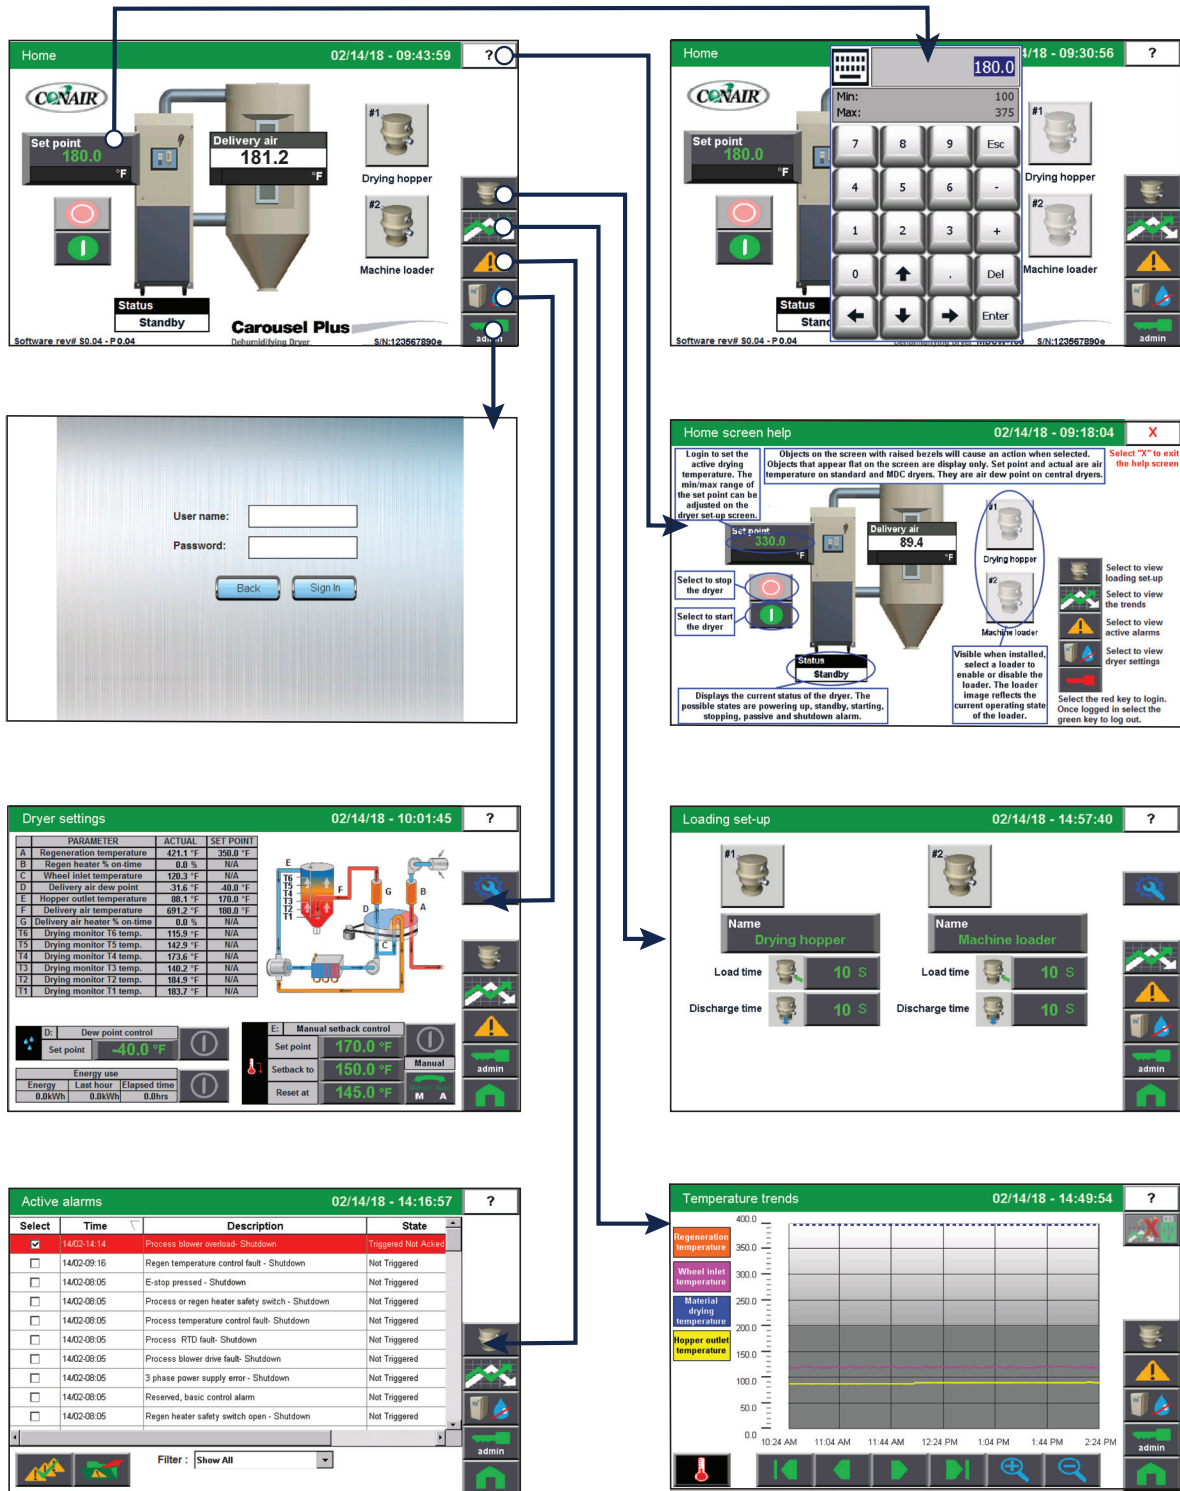 Home
02/14/18 - 09:43:59
?
CONAIR
Set point
180.0
°F
Delivery air
181.2
°F
#1
Drying hopper
#2
Machine loader
Status
Standby
Carousel Plus
Dehumidifying Dryer
Software rev# S0.04 - P0.04
S/N:123567890e
admin
Home
4/18 - 09:30:56
?
CONAIR
180.0
Min: 100
Max: 375
7 8 9 Esc
4 5 6 -
1 2 3 +
0 . Del
Enter
Set point
180.0
°F
#1
Drying hopper
#2
Machine loader
Status
Stand
Software rev# S0.04 - P0.04
S/N:123567890e
admin
User name:
Password:
Back
Sign In
Home screen help
02/14/18 - 09:18:04
X
Login to set the
active drying
temperature. The
min/max range of
the set point can be
adjusted on the
dryer set-up screen.
Objects on the screen with raised bezels will cause an action when selected.
Objects that appear flat on the screen are display only. Set point and actual are air
temperature on standard and MDC dryers. They are air dew point on central dryers.
Select "X" to exit
the help screen
Set point
330.0
°F
Delivery air
89.4
°F
#1
Drying hopper
#2
Machine loader
Select to stop
the dryer
Select to start
the dryer
Status
Standby
Displays the current status of the dryer. The
possible states are powering up, standby, starting,
stopping, passive and shutdown alarm.
Visible when installed,
select a loader to
enable or disable the
loader. The loader
image reflects the
current operating state
of the loader.
Select to view
loading set-up
Select to view
the trends
Select to view
active alarms
Select to view
dryer settings
Select the red key to login.
Once logged in select the
green key to log out.
Dryer settings
02/14/18 - 10:01:45
?
PARAMETER ACTUAL SET POINT
A Regeneration temperature 421.1 °F 350.0 °F
B Regen heater % on-time 0.0 % N/A
C Wheel inlet temperature 120.3 °F N/A
D Delivery air dew point -31.6 °F -40.0 °F
E Hopper outlet temperature 88.1 °F 170.0 °F
F Delivery air temperature 691.2 °F 180.0 °F
G Delivery air heater % on-time 0.0 % N/A
T6 Drying monitor T6 temp. 115.9 °F N/A
T5 Drying monitor T5 temp. 142.9 °F N/A
T4 Drying monitor T4 temp. 173.6 °F N/A
T3 Drying monitor T3 temp. 140.2 °F N/A
T2 Drying monitor T2 temp. 184.9 °F N/A
T1 Drying monitor T1 temp. 183.7 °F N/A
E
T6
T5
T4
T3
T2
T1
F
G
D
B
A
C
D: Dew point control
Set point -40.0 °F
Energy use
Energy Last hour Elapsed time
0.0kWh 0.0kWh 0.0hrs
E: Manual setback control
Set point 170.0 °F
Setback to 150.0 °F
Reset at 145.0 °F
Manual
M A
admin
Loading set-up
02/14/18 - 14:57:40
?
#1
#2
Name
Drying hopper
Name
Machine loader
Load time 10 S
Load time 10 S
Discharge time 10 S
Discharge time 10 S
admin
Active alarms
02/14/18 - 14:16:57
?
Select Time Description State
14/02-14:14 Process blower overload- Shutdown Triggered Not Acked
14/02-09:16 Regen temperature control fault - Shutdown Not Triggered
14/02-08:05 E-stop pressed - Shutdown Not Triggered
14/02-08:05 Process or regen heater safety switch - Shutdown Not Triggered
14/02-08:05 Process temperature control fault- Shutdown Not Triggered
14/02-08:05 Process RTD fault- Shutdown Not Triggered
14/02-08:05 Process blower drive fault- Shutdown Not Triggered
14/02-08:05 3 phase power supply error - Shutdown Not Triggered
14/02-08:05 Reserved, basic control alarm Not Triggered
14/02-08:05 Regen heater safety switch open - Shutdown Not Triggered
Filter : Show All
admin
Temperature trends
02/14/18 - 14:49:54
?
Regeneration
temperature
Wheel inlet
temperature
Material
drying
temperature
Hopper outlet
temperature
400.0
350.0
300.0
250.0
200.0
150.0
100.0
50.0
0.0
10:24 AM 11:04 AM 11:44 AM 12:24 PM 1:04 PM 1:44 PM 2:24 PM
admin